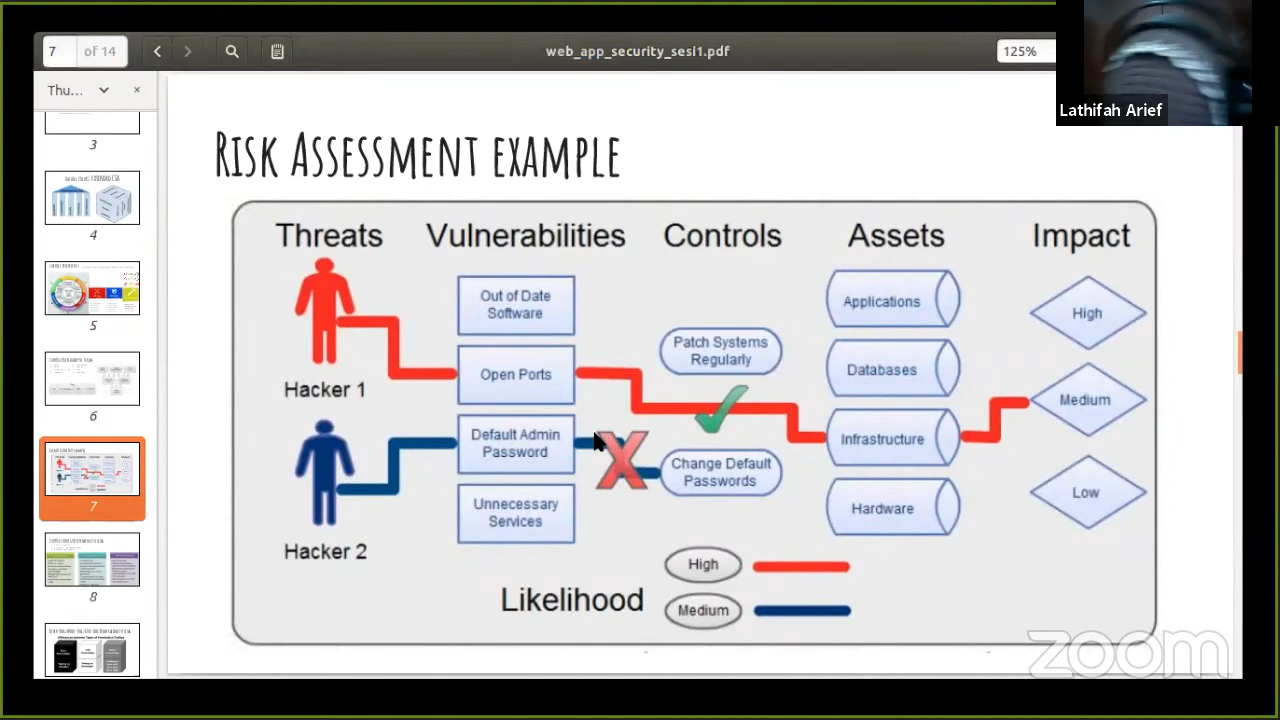 7 of 14
web_app_security_sesi1.pdf
125%
Lathifah Arief
Thu...
3
4
5
6
7
8
RISK ASSESSMENT EXAMPLE
Threats Vulnerabilities Controls Assets Impact
Hacker 1
Hacker 2
Out of Date
Software
Open Ports
Default Admin
Password
Unnecessary
Services
Patch Systems
Regularly
Change Default
Passwords
Applications
Databases
Infrastructure
Hardware
High
Medium
Low
Likelihood
High
Medium
zoom